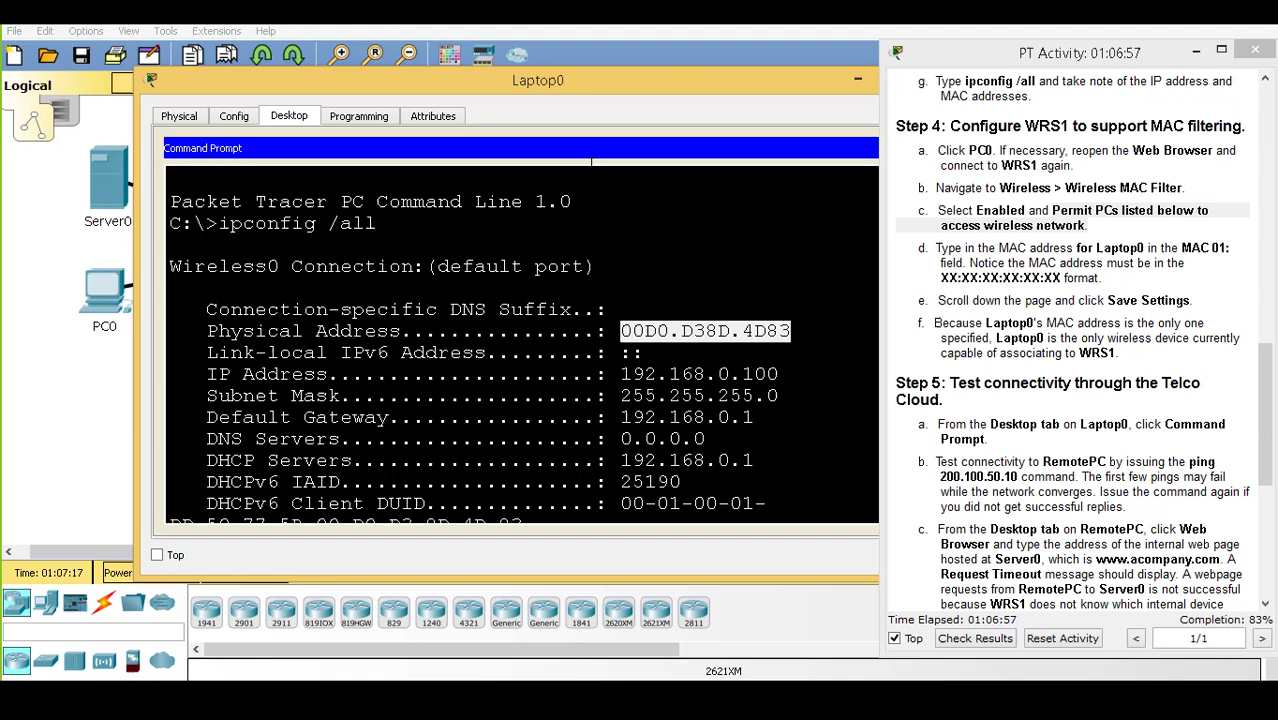 File Edit Options View Tools Extensions Help
Logical
Server0
PC0
Time: 01:07:17
Power
Laptop0
Physical Config Desktop Programming Attributes
Command Prompt
Packet Tracer PC Command Line 1.0
C:\>ipconfig /all
Wireless0 Connection:(default port)
Connection-specific DNS Suffix..:
Physical Address................: 00D0.D38D.4D83
Link-local IPv6 Address.........: ::
IP Address......................: 192.168.0.100
Subnet Mask.....................: 255.255.255.0
Default Gateway.................: 192.168.0.1
DNS Servers.....................: 0.0.0.0
DHCP Servers....................: 192.168.0.1
DHCPv6 IAID.....................: 25190
DHCPv6 Client DUID..............: 00-01-00-01-
Top
1941 2901 2911 819IOX 819HGW 829 1240 4321 Generic Generic 1841 2620XM 2621XM 2811
2621XM
PT Activity: 01:06:57
g. Type ipconfig /all and take note of the IP address and
MAC addresses.
Step 4: Configure WRS1 to support MAC filtering.
a. Click PC0. If necessary, reopen the Web Browser and
connect to WRS1 again.
b. Navigate to Wireless > Wireless MAC Filter.
c. Select Enabled and Permit PCs listed below to
access wireless network.
d. Type in the MAC address for Laptop0 in the MAC 01:
field. Notice the MAC address must be in the
XX:XX:XX:XX:XX:XX format.
e. Scroll down the page and click Save Settings.
f. Because Laptop0's MAC address is the only one
specified, Laptop0 is the only wireless device currently
capable of associating to WRS1.
Step 5: Test connectivity through the Telco
Cloud.
a. From the Desktop tab on Laptop0, click Command
Prompt.
b. Test connectivity to RemotePC by issuing the ping
200.100.50.10 command. The first few pings may fail
while the network converges. Issue the command again if
you did not get successful replies.
c. From the Desktop tab on RemotePC, click Web
Browser and type the address of the internal web page
hosted at Server0, which is www.acompany.com. A
Request Timeout message should display. A webpage
requests from RemotePC to Server0 is not successful
because WRS1 does not know which internal device
Time Elapsed: 01:06:57 Completion: 83%
Top Check Results Reset Activity < 1/1 >